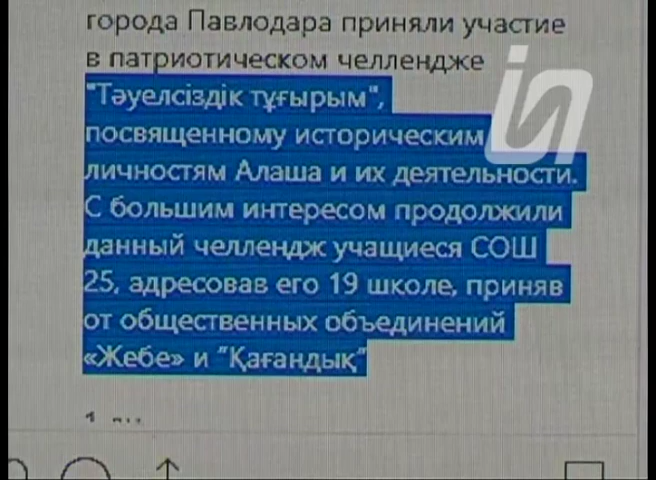 города Павлодара приняли участие
в патриотическом челлендже
"Тәуелсіздік тұғырым",
посвященному историческим
личностям Алаша и их деятельности.
С большим интересом продолжили
данный челлендж учащиеся СОШ
25, адресовав его 19 школе, приняв
от общественных объединений
«Жебе» и "Қағандық"